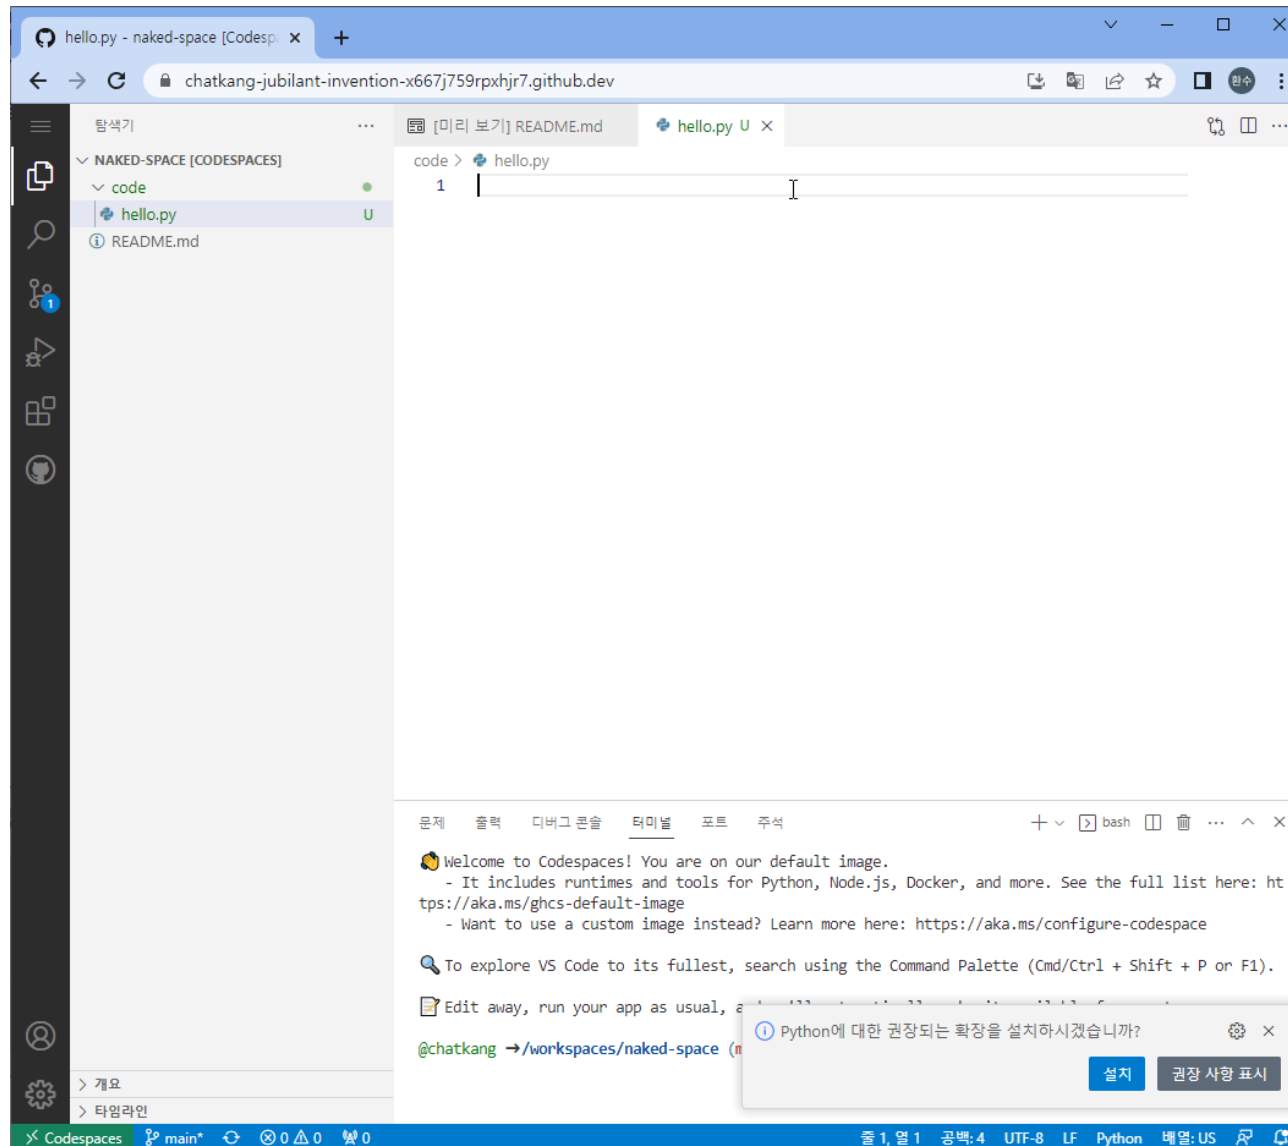 hello.py - naked-space [Codesp
chatkang-jubilant-invention-x667j759rpxhjr7.github.dev
환수
탐색기
[미리 보기] README.md
hello.py U
NAKED-SPACE [CODESPACES]
code > hello.py
code
1
hello.py U
README.md
1
문제 출력 디버그 콘솔 터미널 포트 주석
bash
Welcome to Codespaces! You are on our default image.
- It includes runtimes and tools for Python, Node.js, Docker, and more. See the full list here: ht
tps://aka.ms/ghcs-default-image
- Want to use a custom image instead? Learn more here: https://aka.ms/configure-codespace
To explore VS Code to its fullest, search using the Command Palette (Cmd/Ctrl + Shift + P or F1).
Edit away, run your app as usual,
Python에 대한 권장되는 확장을 설치하시겠습니까?
@chatkang →/workspaces/naked-space (
설치
권장 사항 표시
개요
타임라인
Codespaces main* 0 0 0
줄 1, 열 1 공백: 4 UTF-8 LF Python 배열: US